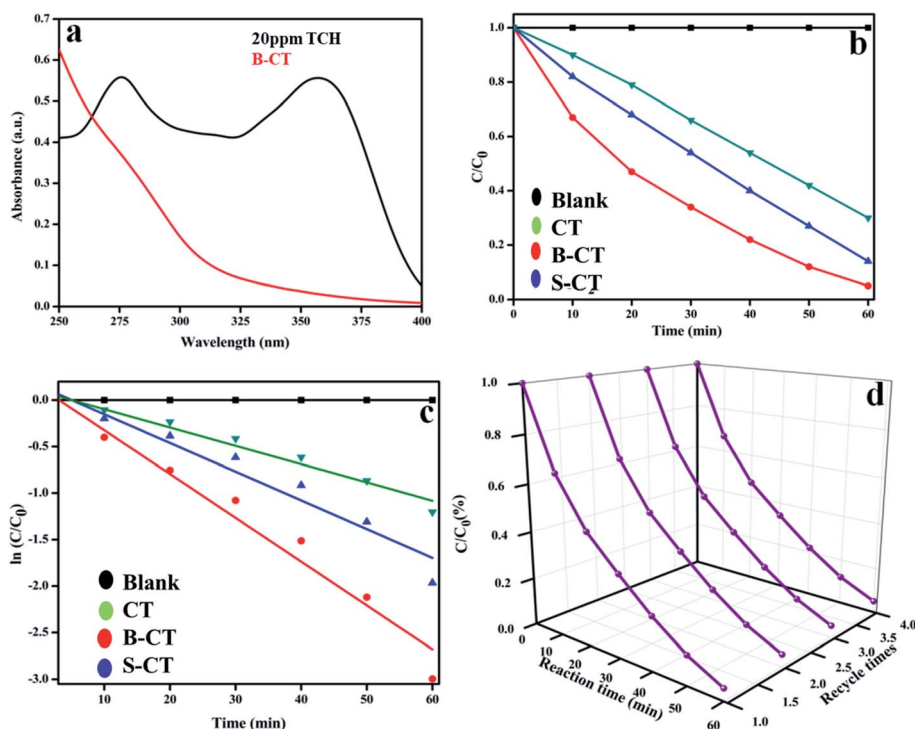 a
20ppm TCH
B-CT
0.7
0.6
0.5
0.4
0.3
0.2
0.1
0.0
250 275 300 325 350 375 400
Absorbance (a.u.)
Wavelength (nm)
b
1.0
0.8
0.6
0.4
0.2
0.0
0 10 20 30 40 50 60
C/C0
Time (min)
Blank
CT
B-CT
S-CT
c
0.0
-0.5
-1.0
-1.5
-2.0
-2.5
-3.0
10 20 30 40 50 60
ln (C/C0)
Time (min)
Blank
CT
B-CT
S-CT
d
1.0
0.8
0.6
0.4
0.2
0.0
C/C0(%)
0 10 20 30 40 50 60
Reaction time (min)
1.0 1.5 2.0 2.5 3.0 3.5 4.0
Recycle times